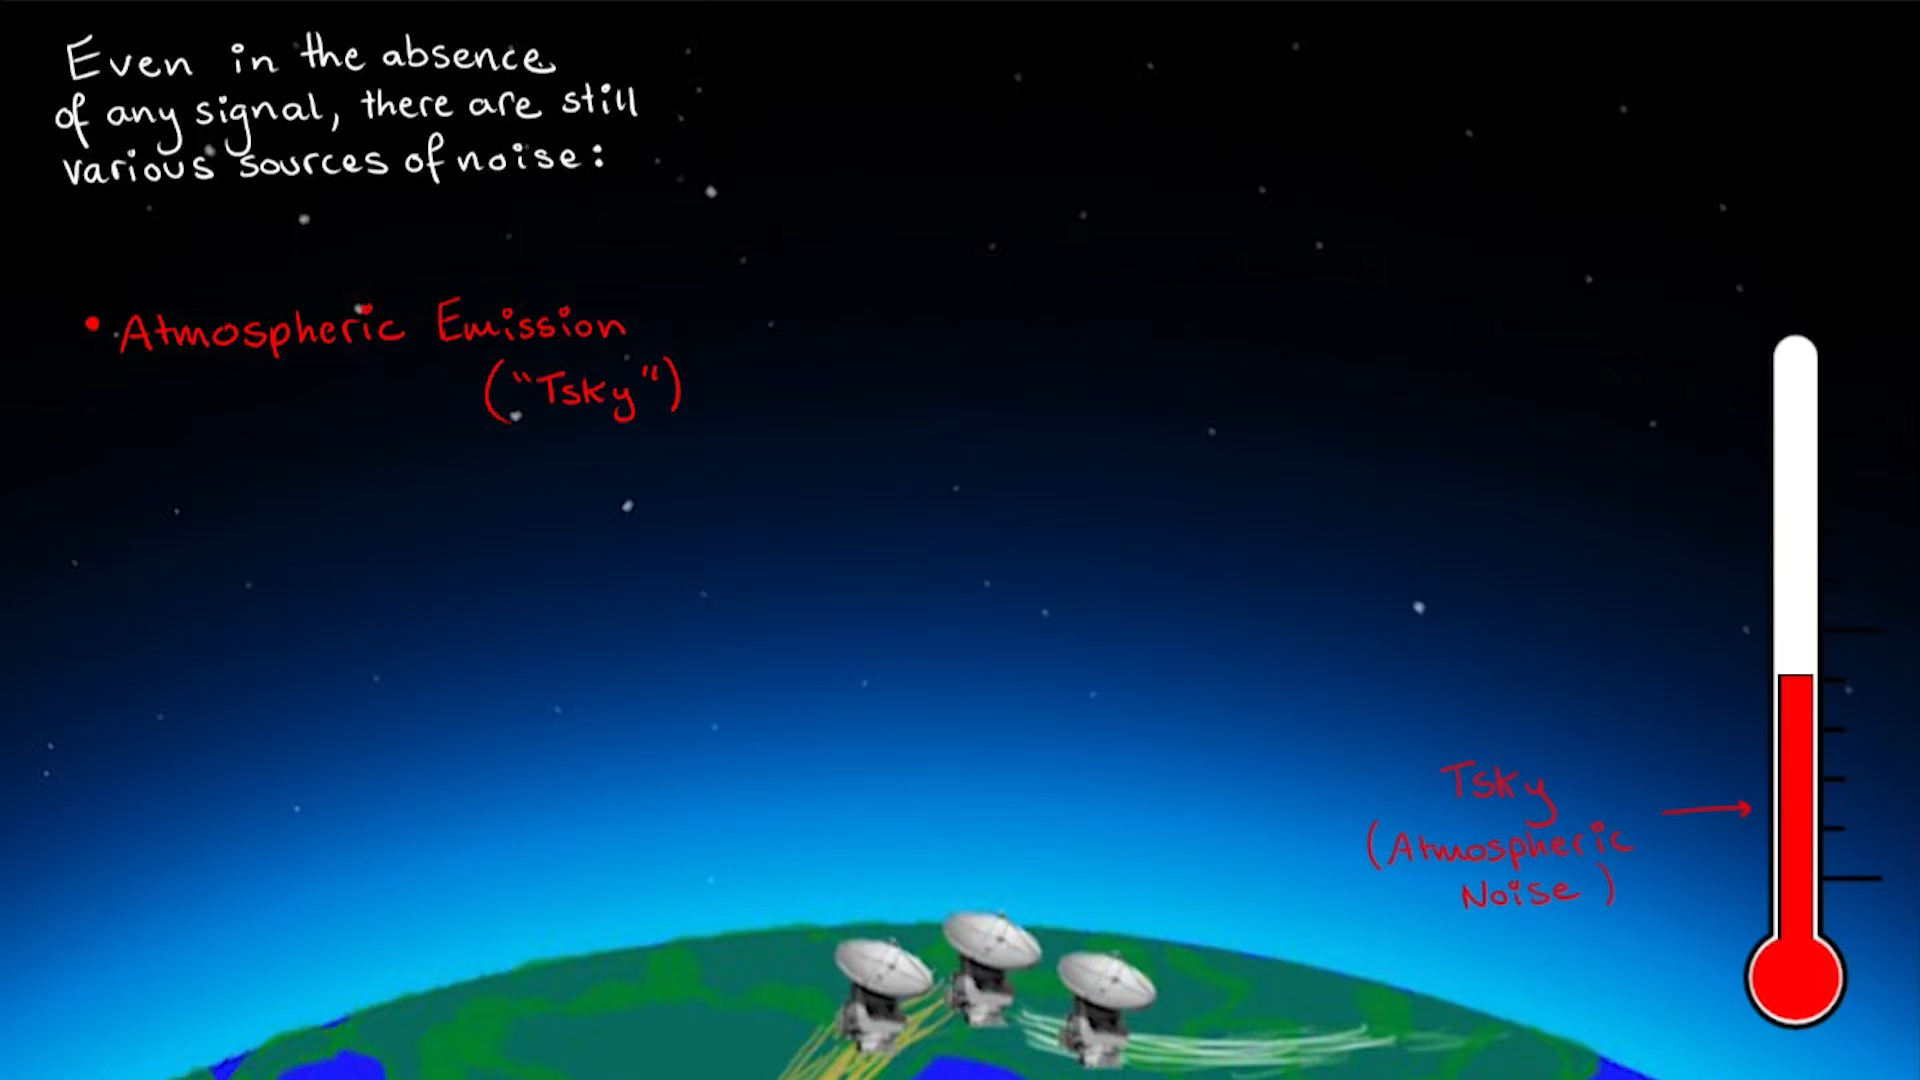 Even in the absence
of any signal, there are still
various sources of noise:
• Atmospheric Emission
("Tsky")
Tsky
(Atmospheric
Noise)